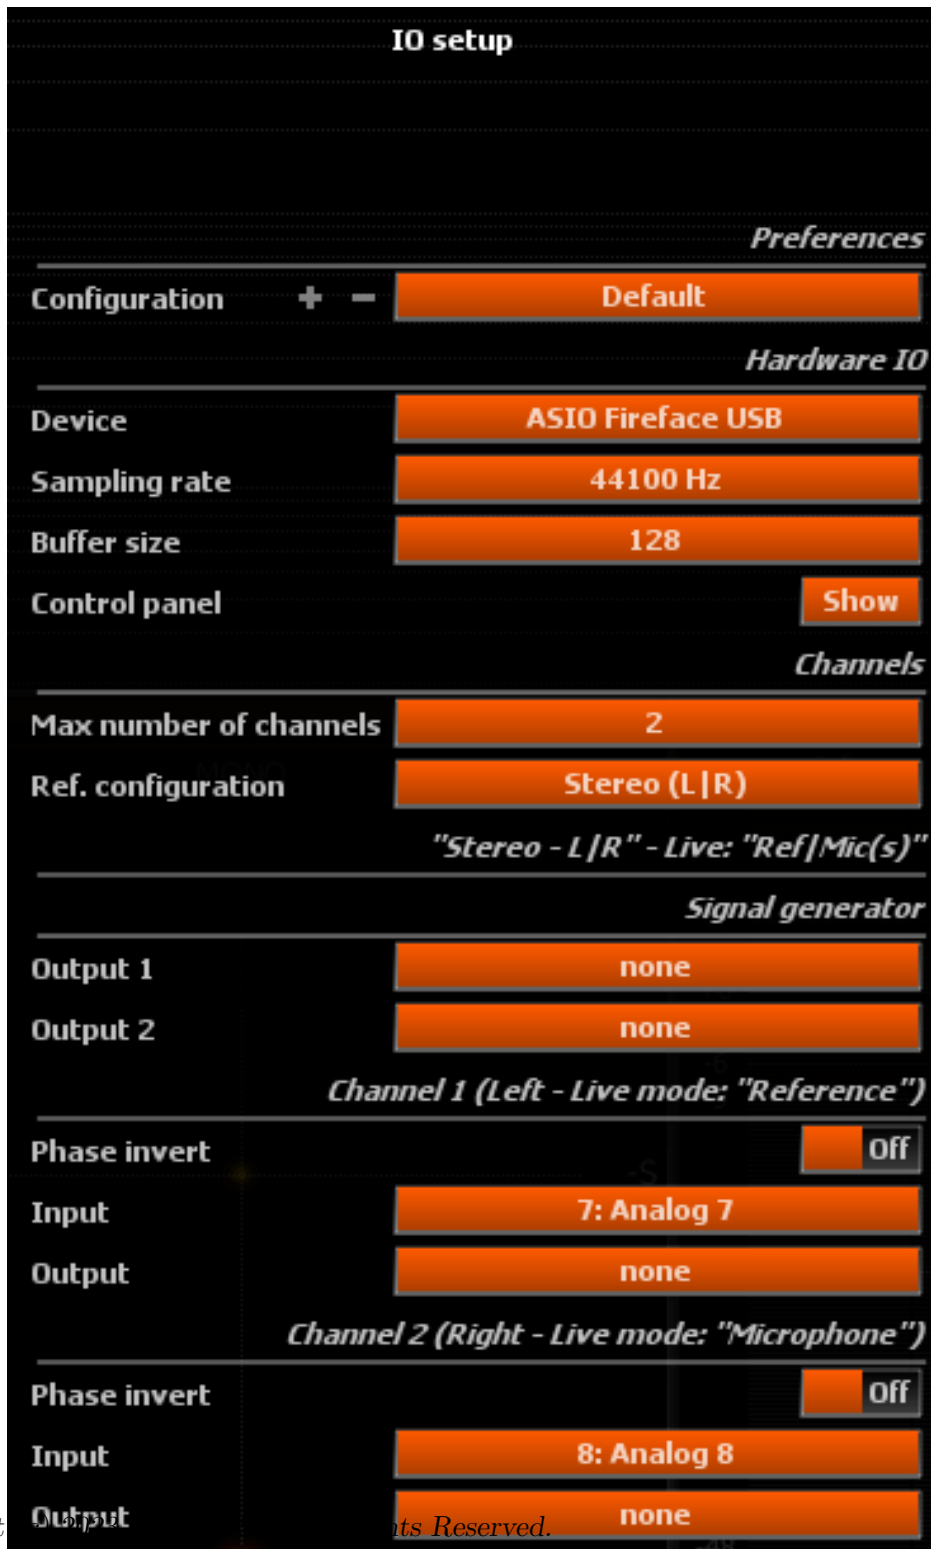 IO setup
Preferences
Configuration + − Default
Hardware IO
Device ASIO Fireface USB
Sampling rate 44100 Hz
Buffer size 128
Control panel Show
Channels
Max number of channels 2
MONO
Ref. configuration Stereo (L|R)
"Stereo - L|R" - Live: "Ref|Mic(s)"
Signal generator
Output 1 none
Output 2 none
-6
Channel 1 (Left - Live mode: "Reference")
Phase invert Off
-S
Input 7: Analog 7
Output none
Channel 2 (Right - Live mode: "Microphone")
Phase invert Off
Input 8: Analog 8
Output none
Reserved.
-48